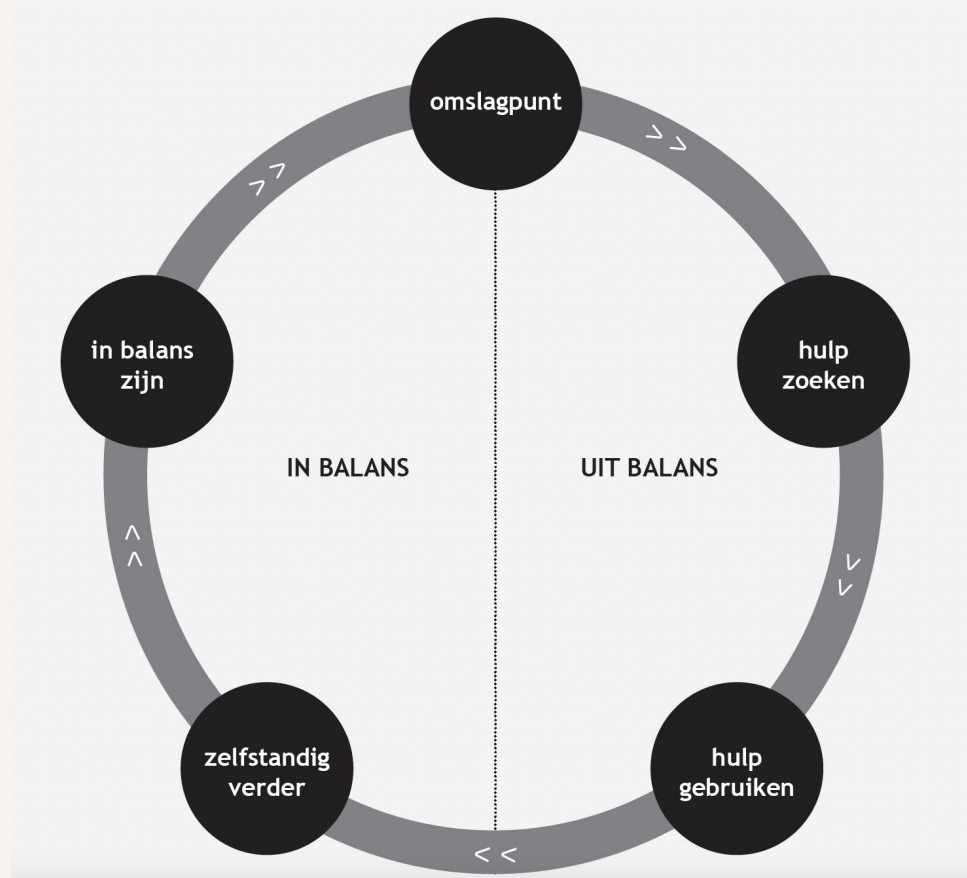 omslagpunt
> >
> >
in balans
zijn
hulp
zoeken
IN BALANS
UIT BALANS
> >
> >
zelfstandig
verder
hulp
gebruiken
< <